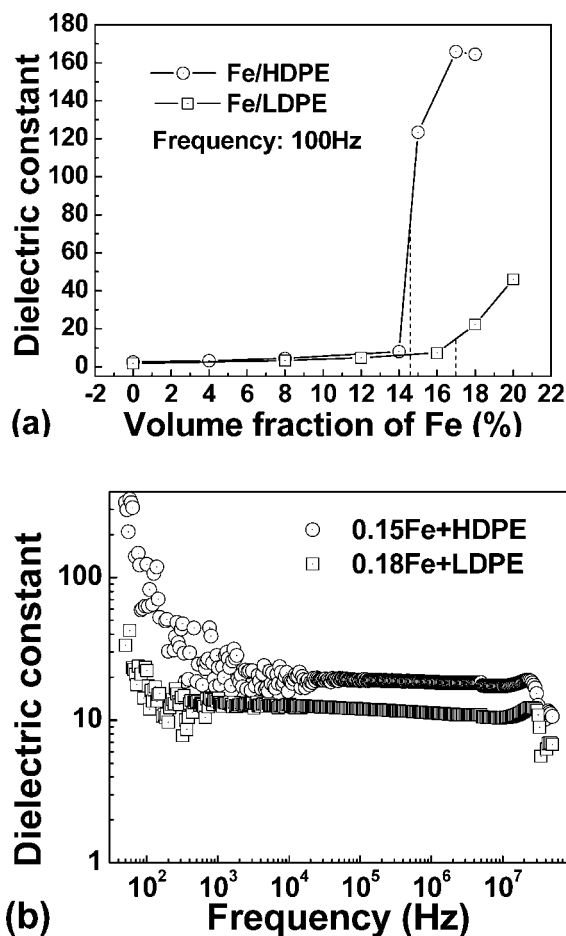 180
160
140
120
100
80
60
40
20
0
Dielectric constant
Fe/HDPE
Fe/LDPE
Frequency: 100Hz
-2 0 2 4 6 8 10 12 14 16 18 20 22
Volume fraction of Fe (%)
(a)
100
10
1
Dielectric constant
0.15Fe+HDPE
0.18Fe+LDPE
10² 10³ 10⁴ 10⁵ 10⁶ 10⁷
Frequency (Hz)
(b)